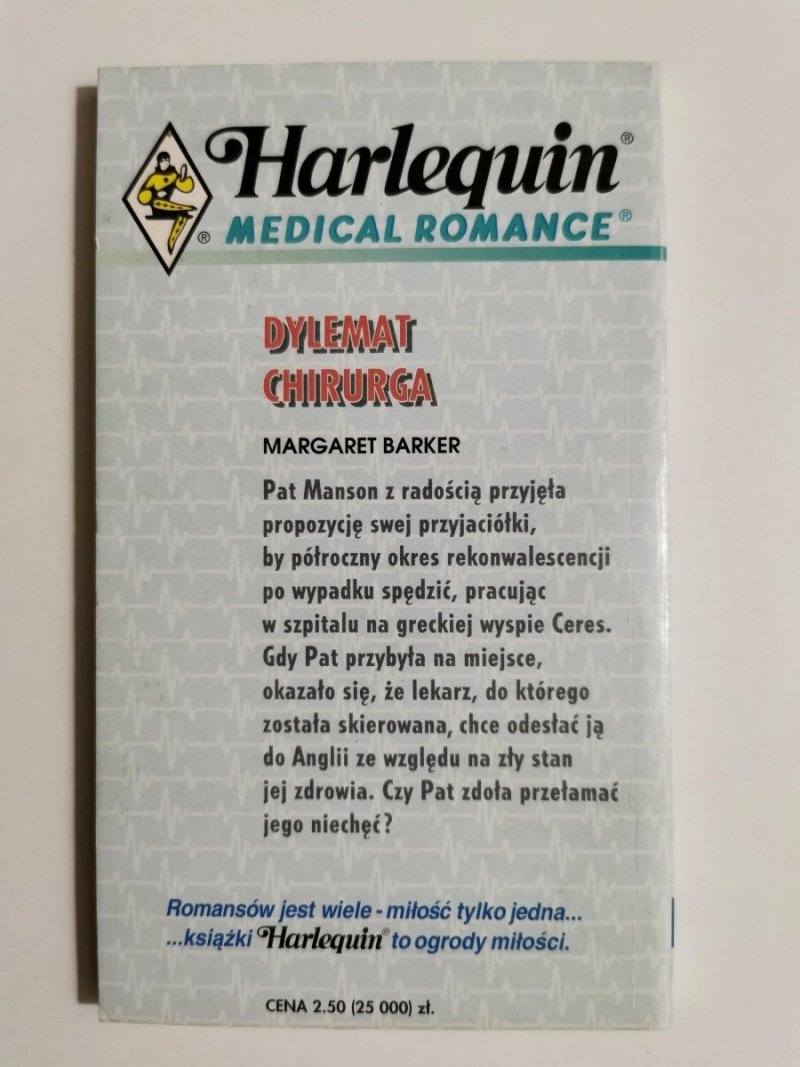 Harlequin®
® MEDICAL ROMANCE®
DYLEMAT
CHIRURGA
MARGARET BARKER
Pat Manson z radością przyjęła
propozycję swej przyjaciółki,
by półroczny okres rekonwalescencji
po wypadku spędzić, pracując
w szpitalu na greckiej wyspie Ceres.
Gdy Pat przybyła na miejsce,
okazało się, że lekarz, do którego
została skierowana, chce odesłać ją
do Anglii ze względu na zły stan
jej zdrowia. Czy Pat zdoła przełamać
jego niechęć?
Romansów jest wiele - miłość tylko jedna...
...książki Harlequin® to ogrody miłości.
CENA 2.50 (25 000) zł.